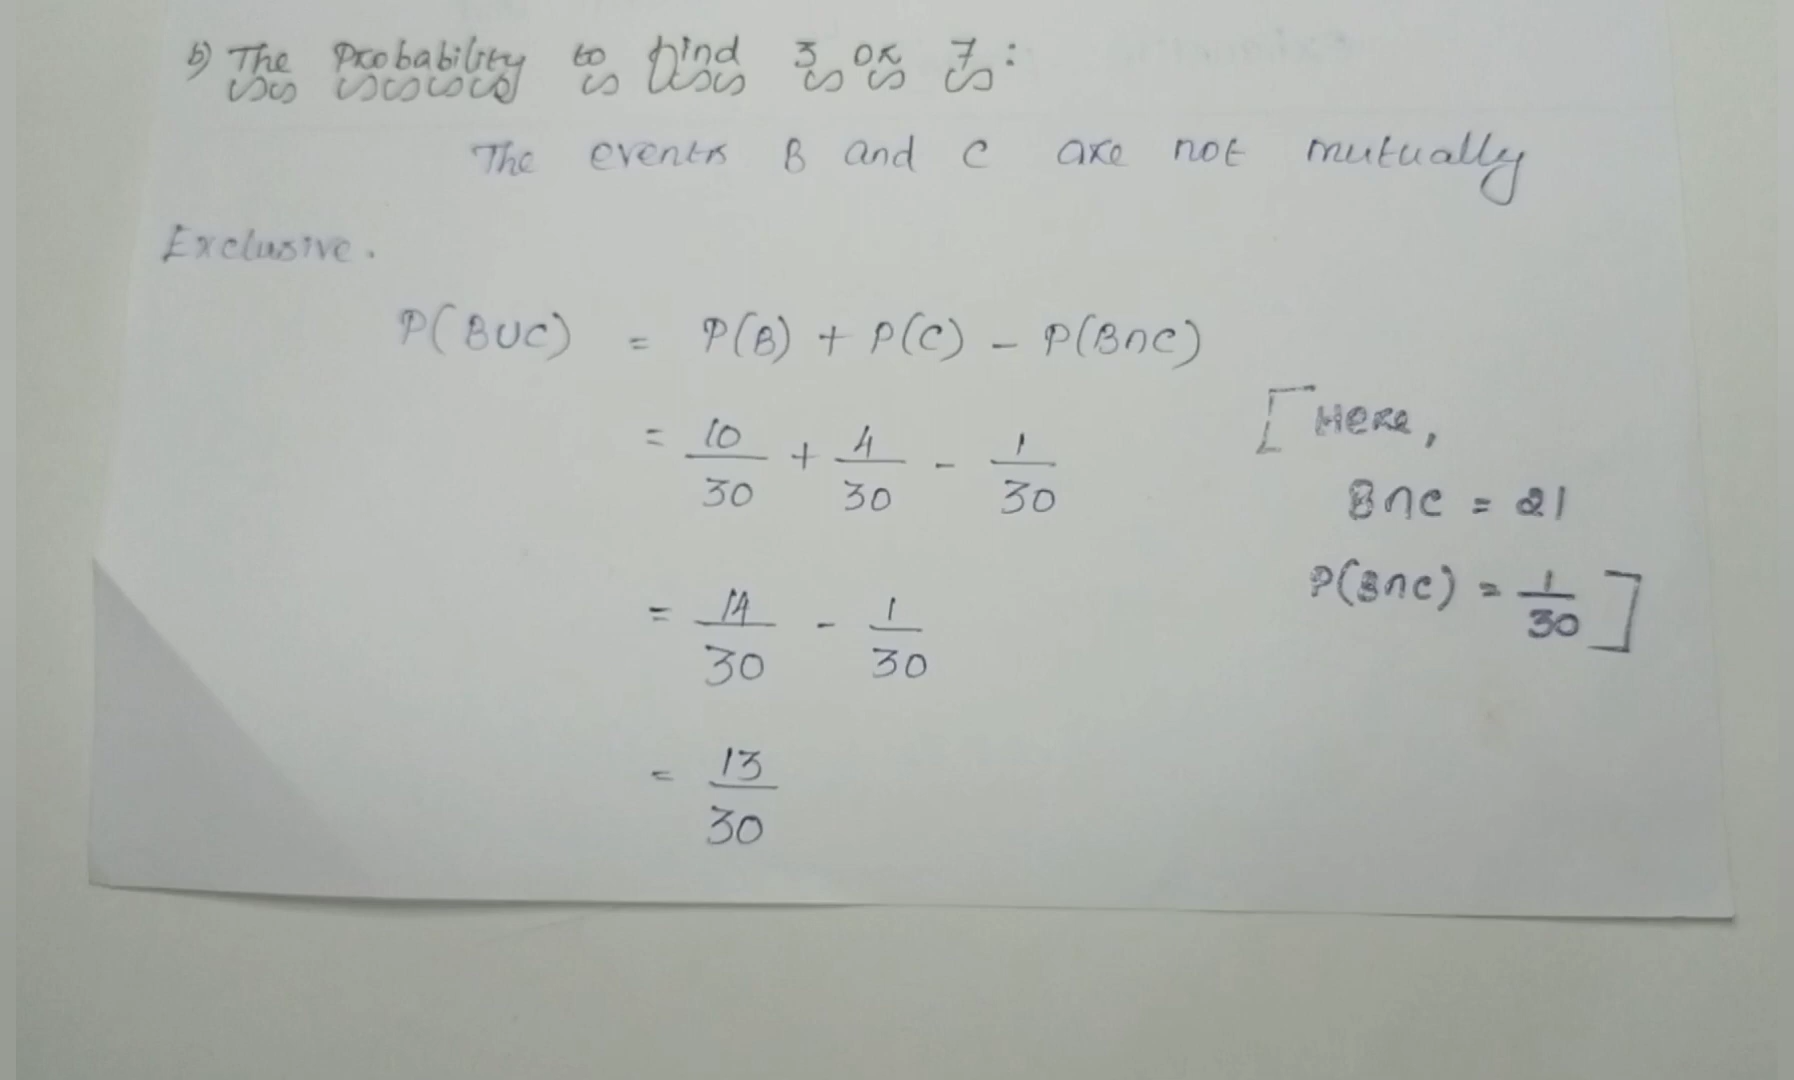 b) The Probability to find 3 or 7:
The events B and C are not mutually
Exclusive.
P(B∪C) = P(B) + P(C) - P(B∩C)
= 10/30 + 4/30 - 1/30
[Here,
B∩C = 21
P(B∩C) = 1/30]
= 14/30 - 1/30
= 13/30